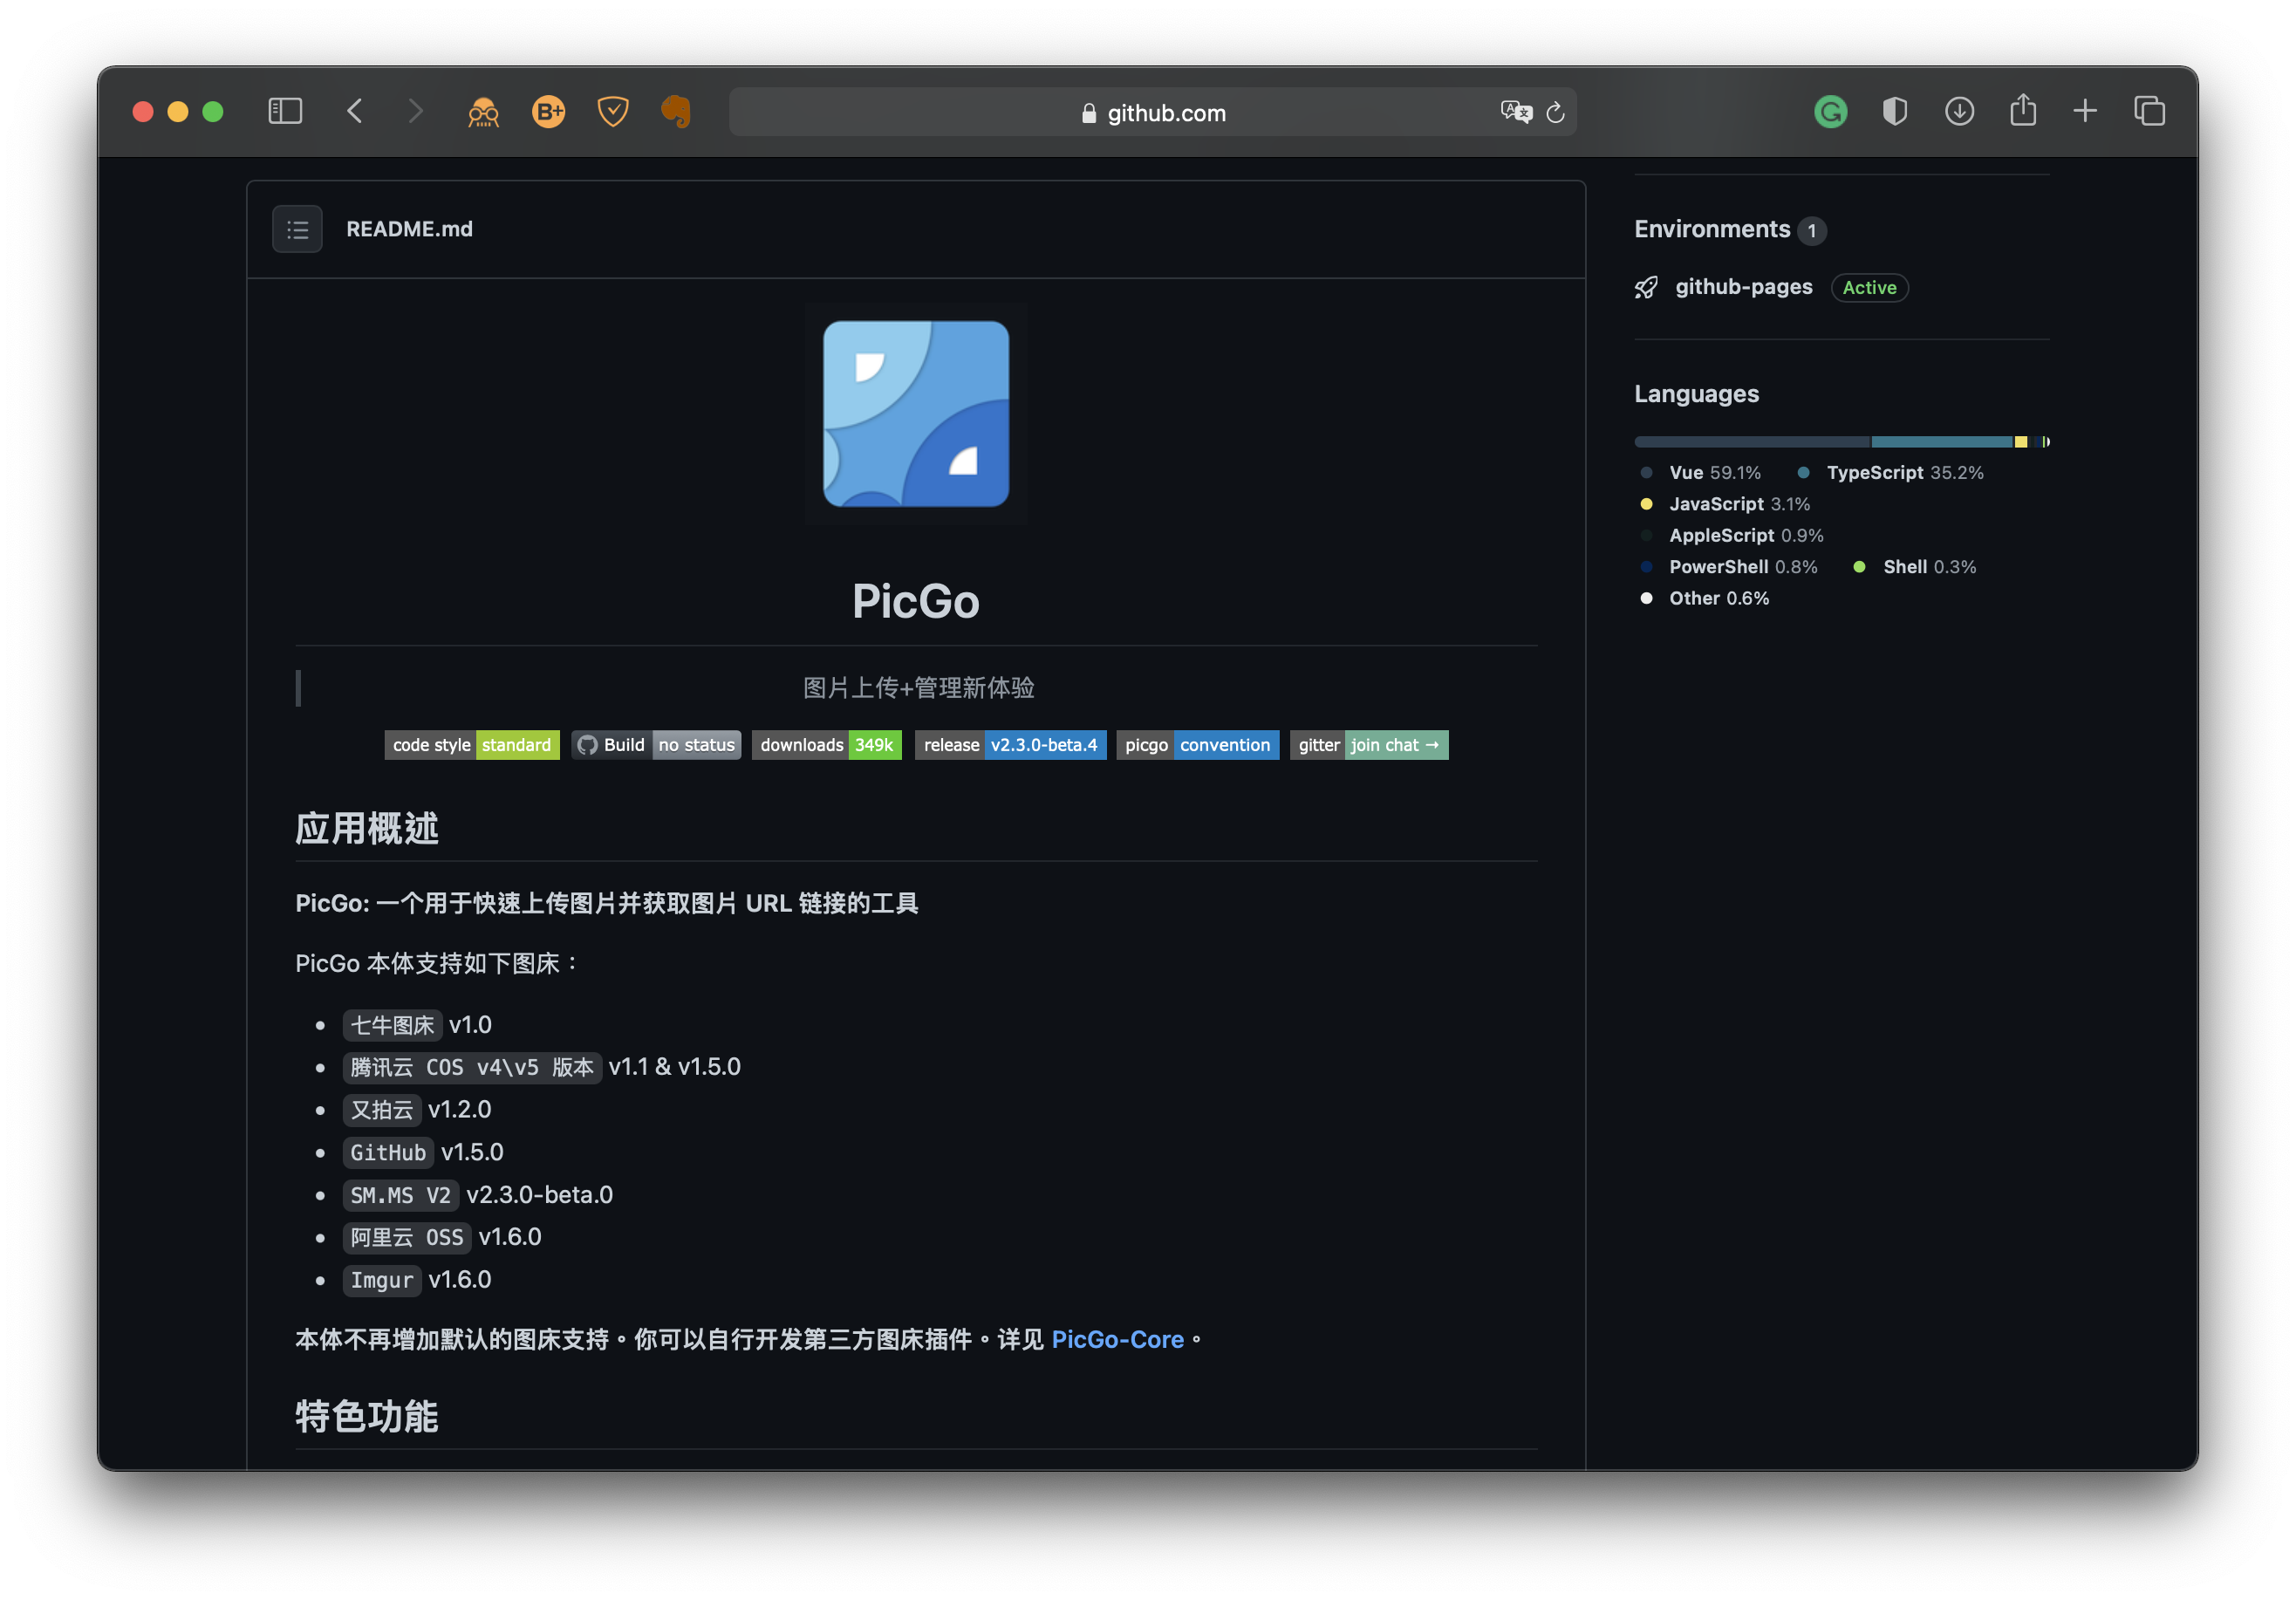 B+
github.com
README.md
PicGo
图片上传+管理新体验
code style standard Build no status downloads 349k release v2.3.0-beta.4 picgo convention gitter join chat →
应用概述
PicGo: 一个用于快速上传图片并获取图片 URL 链接的工具
PicGo 本体支持如下图床：
• 七牛图床 v1.0
• 腾讯云 COS v4\v5 版本 v1.1 & v1.5.0
• 又拍云 v1.2.0
• GitHub v1.5.0
• SM.MS V2 v2.3.0-beta.0
• 阿里云 OSS v1.6.0
• Imgur v1.6.0
本体不再增加默认的图床支持。你可以自行开发第三方图床插件。详见 PicGo-Core。
特色功能
Environments 1
github-pages Active
Languages
Vue 59.1% TypeScript 35.2%
JavaScript 3.1%
AppleScript 0.9%
PowerShell 0.8% Shell 0.3%
Other 0.6%